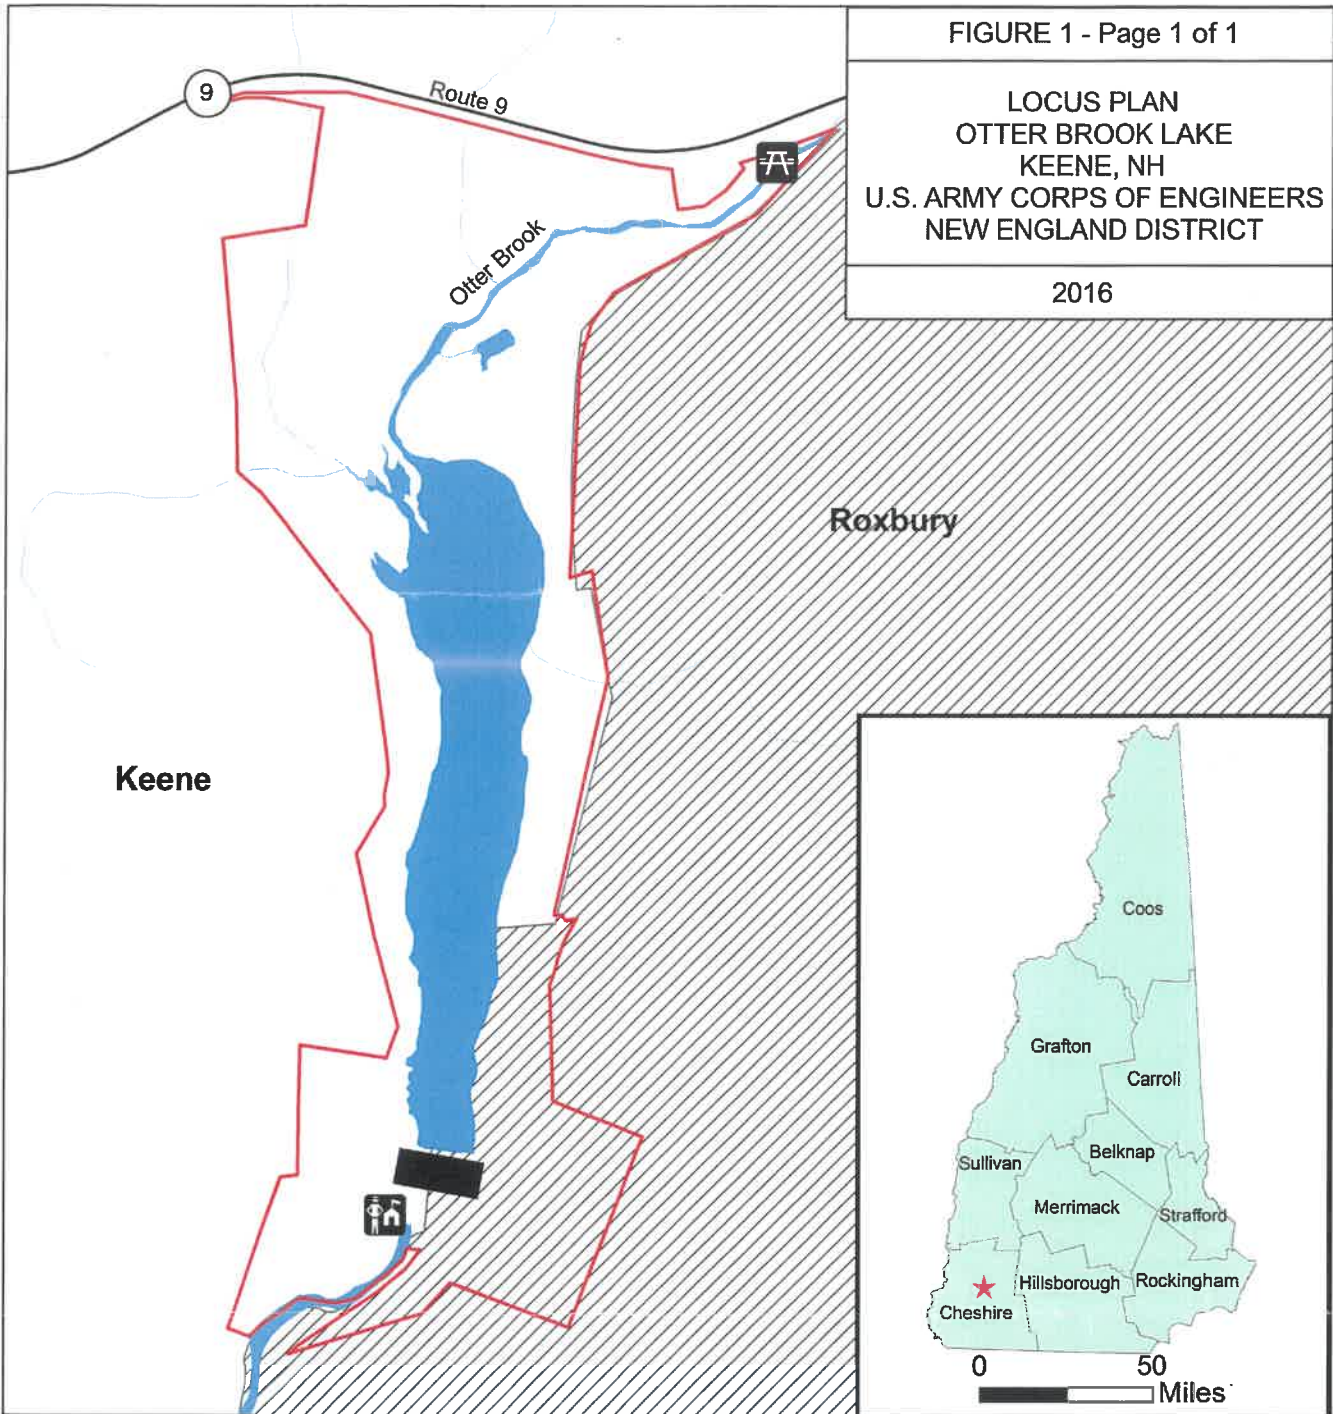 FIGURE 1 - Page 1 of 1
LOCUS PLAN
OTTER BROOK LAKE
KEENE, NH
U.S. ARMY CORPS OF ENGINEERS
NEW ENGLAND DISTRICT
2016
9
Route 9
Otter Brook
Roxbury
Keene
Coos
Grafton
Carroll
Belknap
Sullivan
Merrimack
Strafford
Hillsborough
Rockingham
Cheshire
0 50
Miles